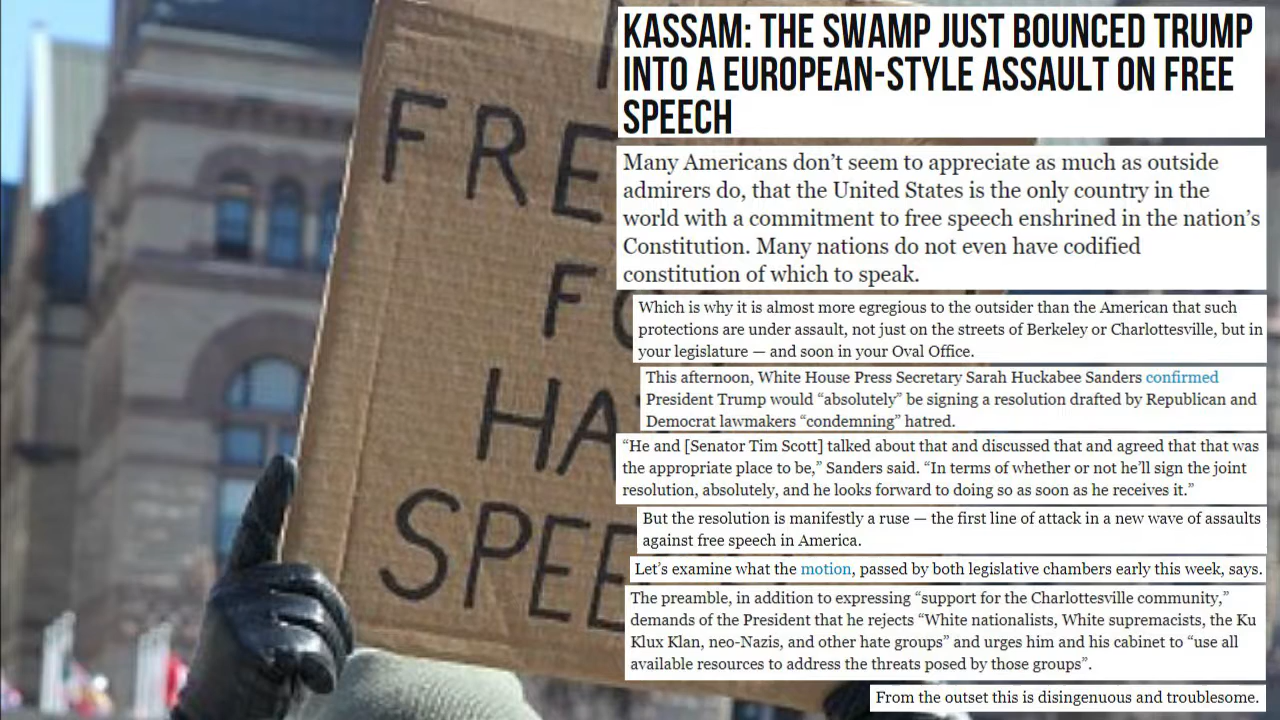 FRE
FO
HA
SPEE
KASSAM: THE SWAMP JUST BOUNCED TRUMP
INTO A EUROPEAN-STYLE ASSAULT ON FREE
SPEECH
Many Americans don’t seem to appreciate as much as outside
admirers do, that the United States is the only country in the
world with a commitment to free speech enshrined in the nation’s
Constitution. Many nations do not even have codified
constitution of which to speak.
Which is why it is almost more egregious to the outsider than the American that such
protections are under assault, not just on the streets of Berkeley or Charlottesville, but in
your legislature — and soon in your Oval Office.
This afternoon, White House Press Secretary Sarah Huckabee Sanders confirmed
President Trump would “absolutely” be signing a resolution drafted by Republican and
Democrat lawmakers “condemning” hatred.
“He and [Senator Tim Scott] talked about that and discussed that and agreed that that was
the appropriate place to be,” Sanders said. “In terms of whether or not he’ll sign the joint
resolution, absolutely, and he looks forward to doing so as soon as he receives it.”
But the resolution is manifestly a ruse — the first line of attack in a new wave of assaults
against free speech in America.
Let’s examine what the motion, passed by both legislative chambers early this week, says.
The preamble, in addition to expressing “support for the Charlottesville community,”
demands of the President that he rejects “White nationalists, White supremacists, the Ku
Klux Klan, neo-Nazis, and other hate groups” and urges him and his cabinet to “use all
available resources to address the threats posed by those groups”.
From the outset this is disingenuous and troublesome.